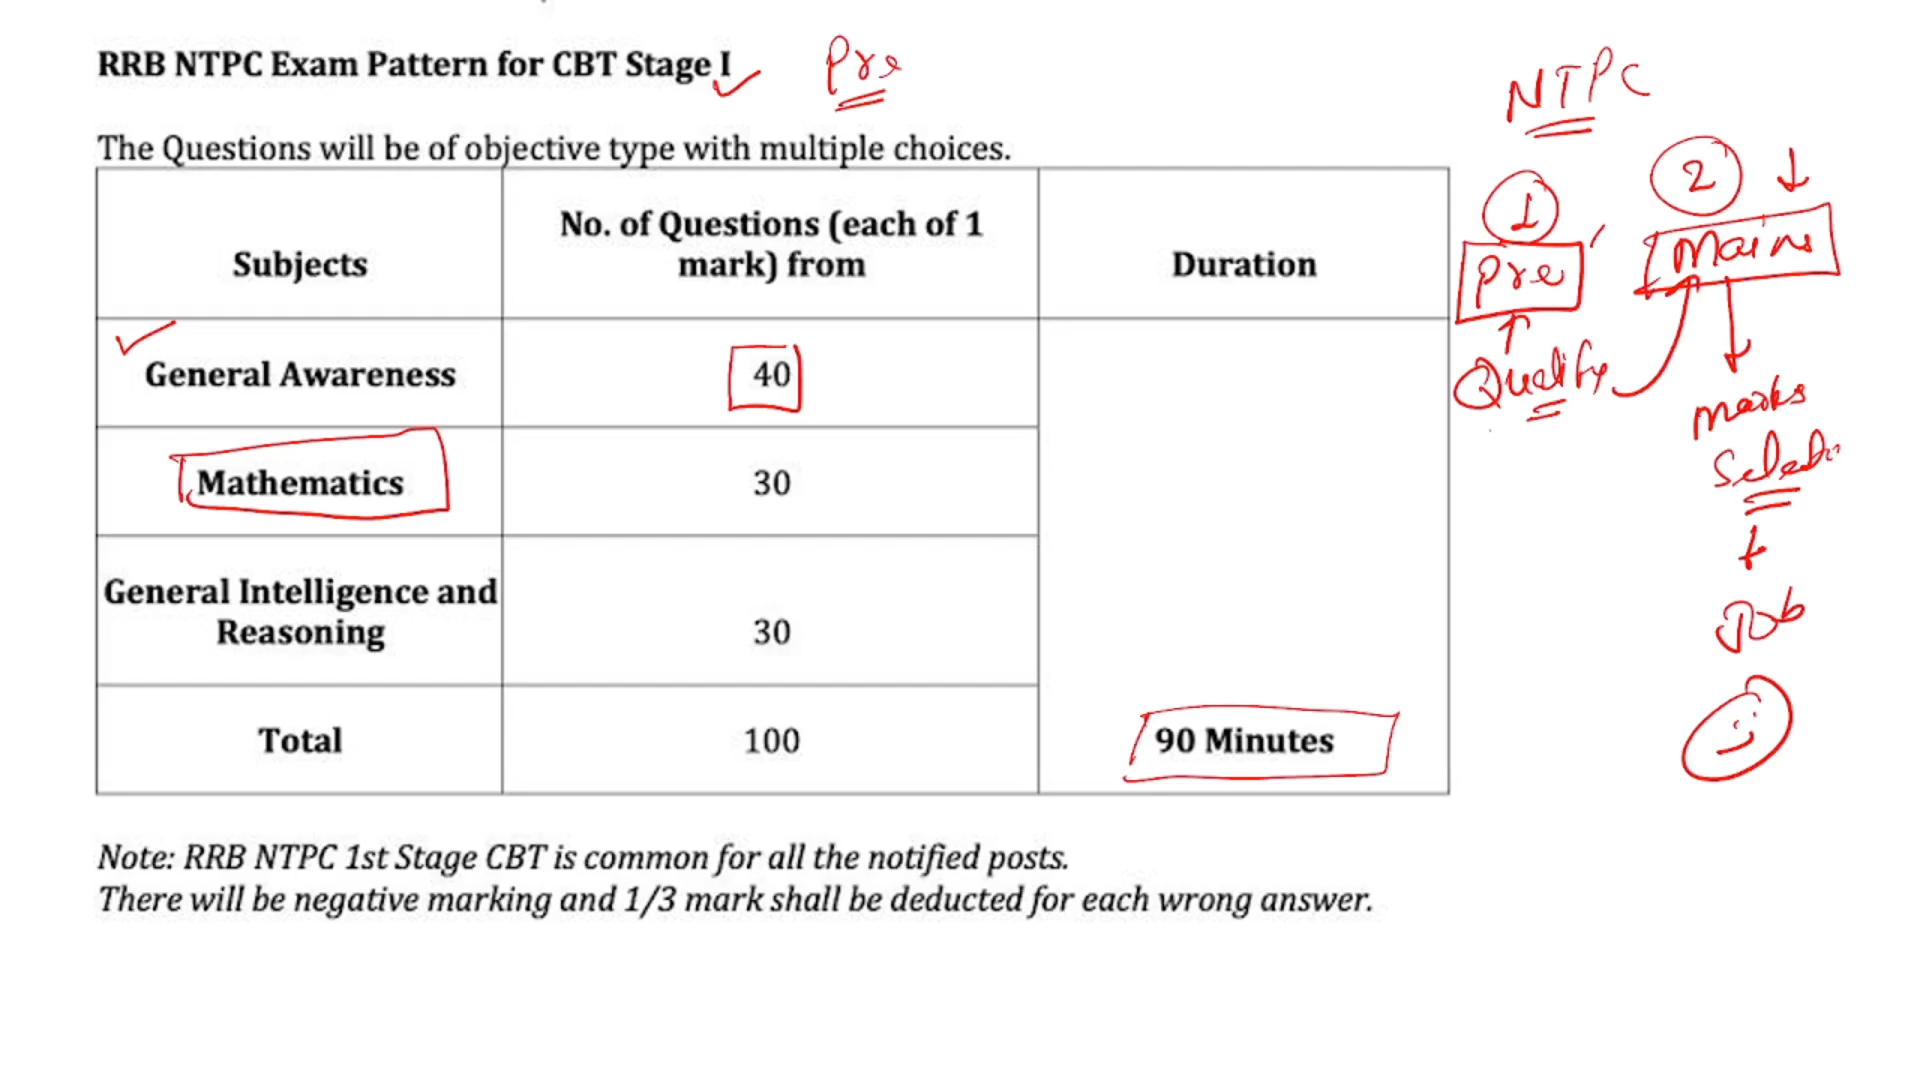 RRB NTPC Exam Pattern for CBT Stage I
Pre
The Questions will be of objective type with multiple choices.
Subjects
No. of Questions (each of 1
mark) from
Duration
General Awareness
40
Mathematics
30
General Intelligence and
Reasoning
30
Total
100
90 Minutes
Note: RRB NTPC 1st Stage CBT is common for all the notified posts.
There will be negative marking and 1/3 mark shall be deducted for each wrong answer.
NTPC
1
2
Pre
Mains
Qualify
marks
Job